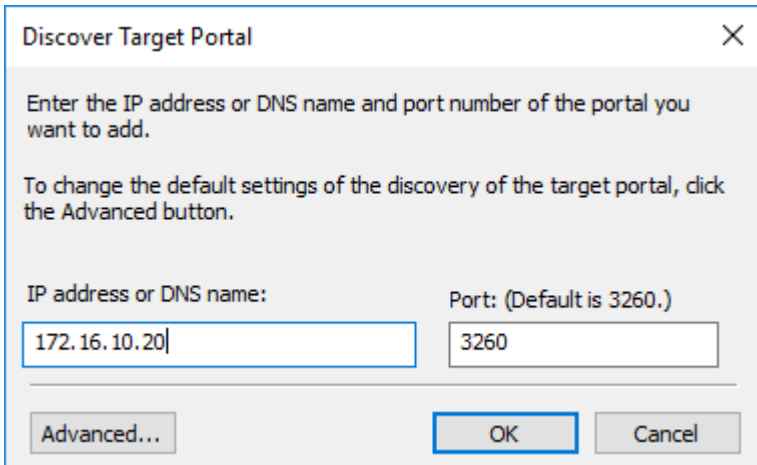 Discover Target Portal
Enter the IP address or DNS name and port number of the portal you
want to add.
To change the default settings of the discovery of the target portal, click
the Advanced button.
IP address or DNS name:
Port: (Default is 3260.)
172.16.10.20
3260
Advanced...
OK
Cancel